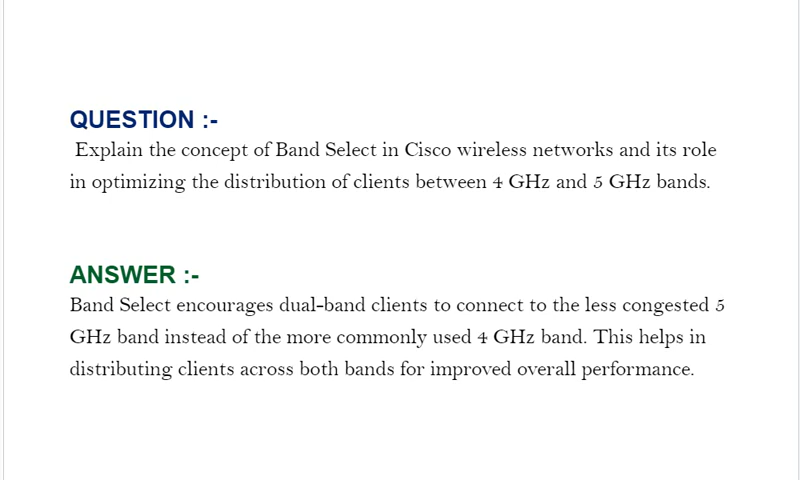 QUESTION :-
Explain the concept of Band Select in Cisco wireless networks and its role
in optimizing the distribution of clients between 4 GHz and 5 GHz bands.
ANSWER :-
Band Select encourages dual-band clients to connect to the less congested 5
GHz band instead of the more commonly used 4 GHz band. This helps in
distributing clients across both bands for improved overall performance.